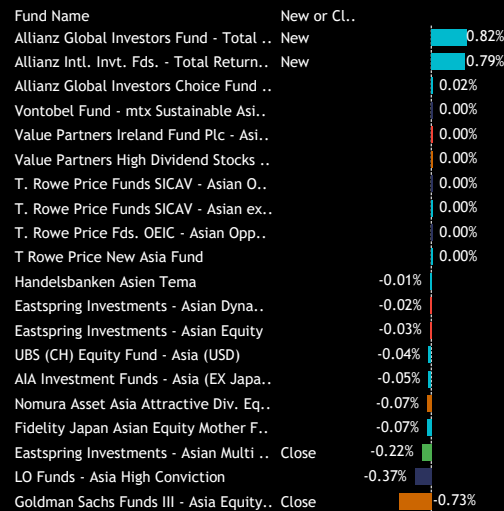 Fund Name New or Cl..
Allianz Global Investors Fund - Total .. New 0.82%
Allianz Intl. Invt. Fds. - Total Return.. New 0.79%
Allianz Global Investors Choice Fund .. 0.02%
Vontobel Fund - mtx Sustainable Asi.. 0.00%
Value Partners Ireland Fund Plc - Asi.. 0.00%
Value Partners High Dividend Stocks .. 0.00%
T. Rowe Price Funds SICAV - Asian O.. 0.00%
T. Rowe Price Funds SICAV - Asian ex.. 0.00%
T. Rowe Price Fds. OEIC - Asian Opp.. 0.00%
T Rowe Price New Asia Fund 0.00%
Handelsbanken Asien Tema -0.01%
Eastspring Investments - Asian Dyna.. -0.02%
Eastspring Investments - Asian Equity -0.03%
UBS (CH) Equity Fund - Asia (USD) -0.04%
AIA Investment Funds - Asia (EX Japa.. -0.05%
Nomura Asset Asia Attractive Div. Eq.. -0.07%
Fidelity Japan Asian Equity Mother F.. -0.07%
Eastspring Investments - Asian Multi .. Close -0.22%
LO Funds - Asia High Conviction -0.37%
Goldman Sachs Funds III - Asia Equity.. Close -0.73%